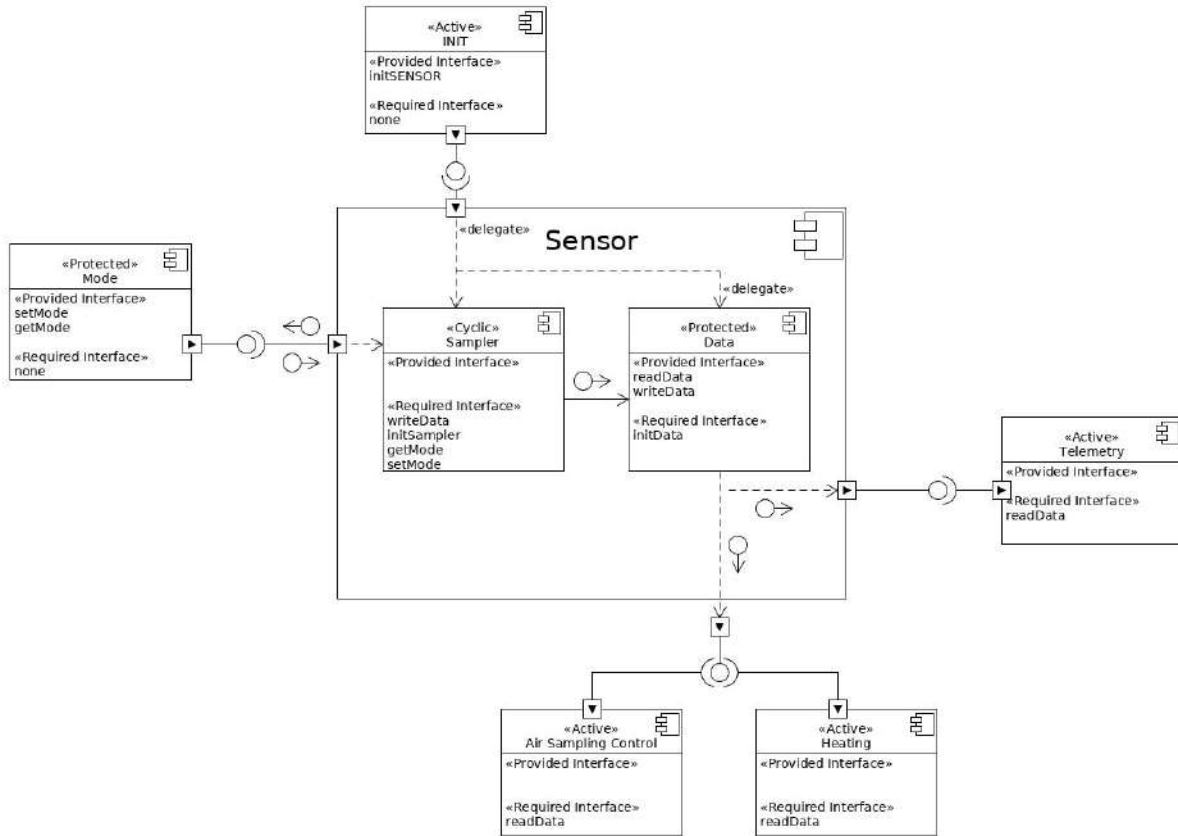 «Active»
INIT
«Provided Interface»
initSENSOR
«Required Interface»
none
«delegate»
Sensor
«Protected»
Mode
«Provided Interface»
setMode
getMode
«Required Interface»
none
«delegate»
«Cyclic»
Sampler
«Provided Interface»
«Required Interface»
writeData
initSampler
getMode
setMode
«Protected»
Data
«Provided Interface»
readData
writeData
«Required Interface»
initData
«Active»
Telemetry
«Provided Interface»
«Required Interface»
readData
«Active»
Air Sampling Control
«Provided Interface»
«Required Interface»
readData
«Active»
Heating
«Provided Interface»
«Required Interface»
readData